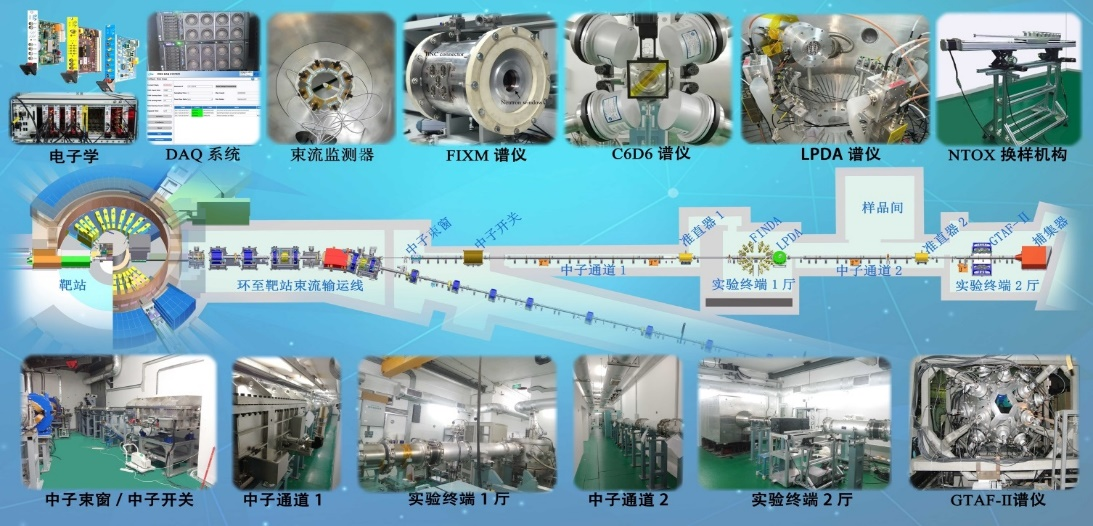 BNC connector
Neutron windows
电子学
DAQ 系统
束流监测器
FIXM 谱仪
C6D6 谱仪
LPDA 谱仪
NTOX 换样机构
靶站
环至靶站束流输运线
中子束窗
中子开关
中子通道 1
准直器 1
FINDA
LPDA
实验终端 1 厅
样品间
中子通道 2
准直器 2
GTAF-II
捕集器
实验终端 2 厅
中子束窗 / 中子开关
中子通道 1
实验终端 1 厅
中子通道 2
实验终端 2 厅
GTAF-II谱仪